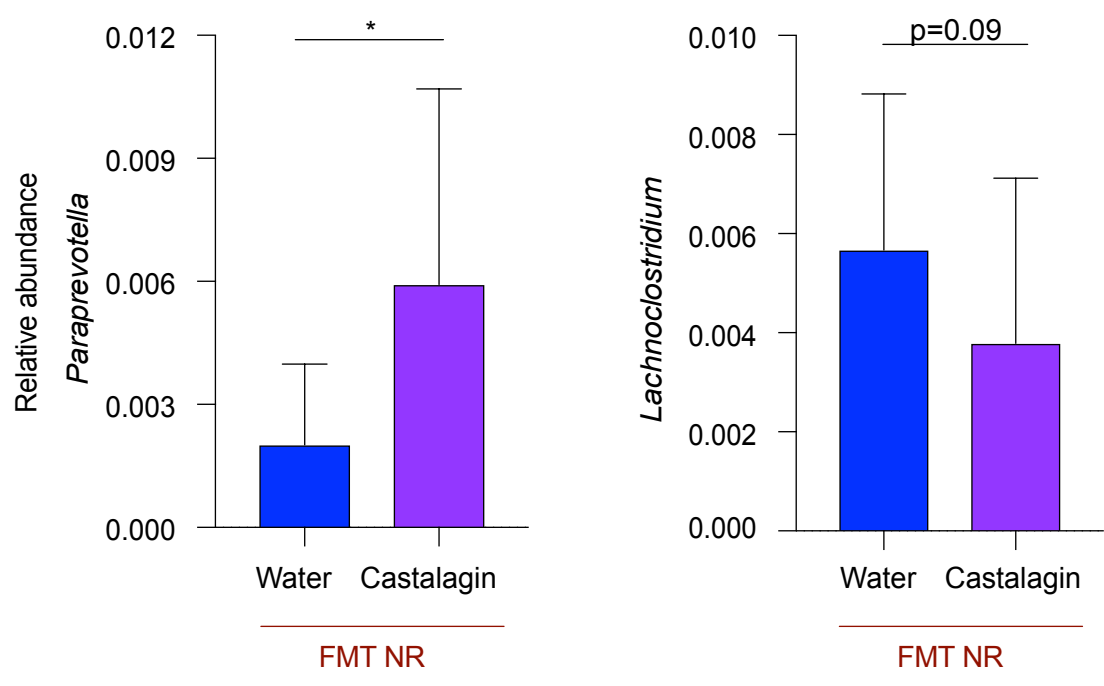 Relative abundance
Paraprevotella
0.012
0.009
0.006
0.003
0.000
*
Water Castalagin
FMT NR
Lachnoclostridium
0.010
0.008
0.006
0.004
0.002
0.000
p=0.09
Water Castalagin
FMT NR